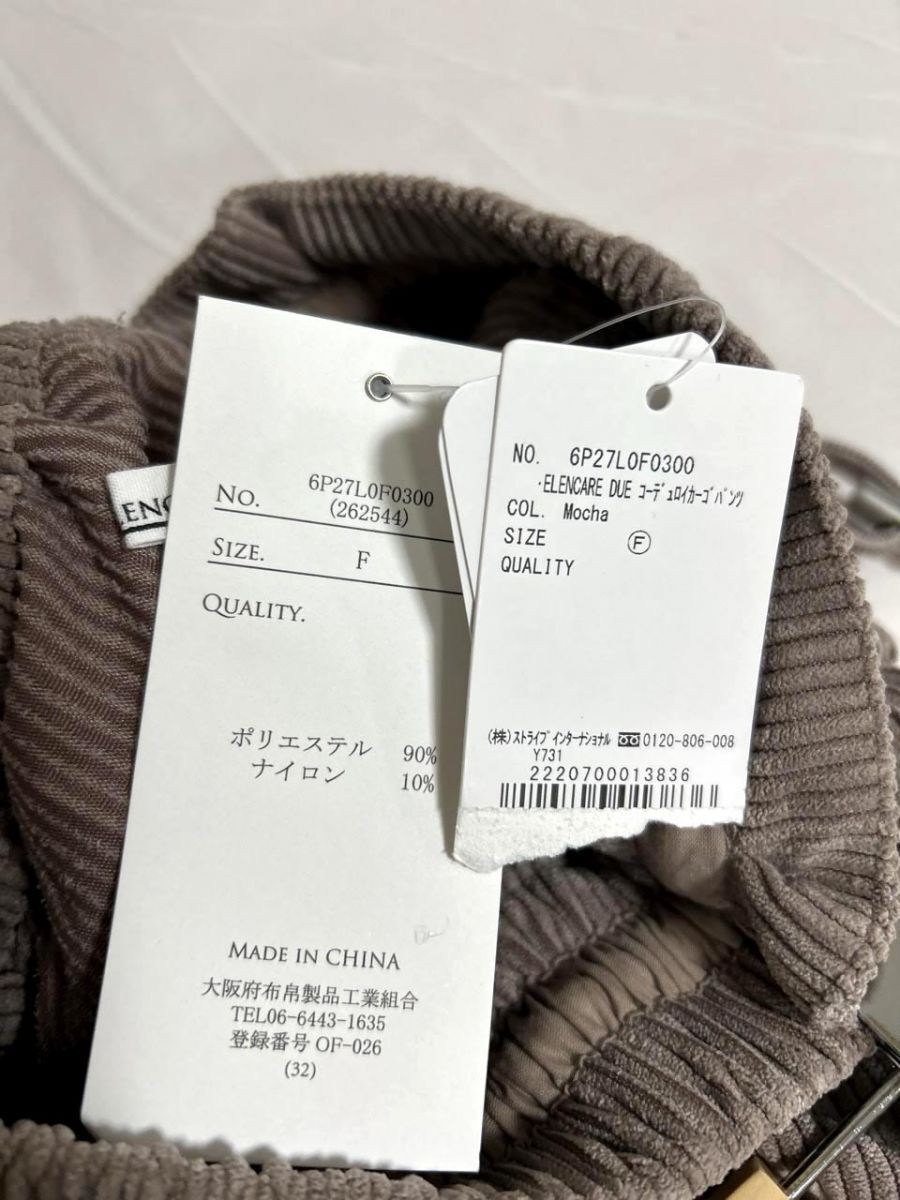 NO. 6P27L0F0300
(262544)
SIZE. F
QUALITY.
ポリエステル 90%
ナイロン 10%
MADE IN CHINA
大阪府布帛製品工業組合
TEL06-6443-1635
登録番号 OF-026
(32)
NO. 6P27L0F0300
・ELENCARE DUE コーデュロイカーゴパンツ
COL. Mocha
SIZE Ⓕ
QUALITY
(株)ストライプインターナショナル 0120-806-008
Y731
2220700013836